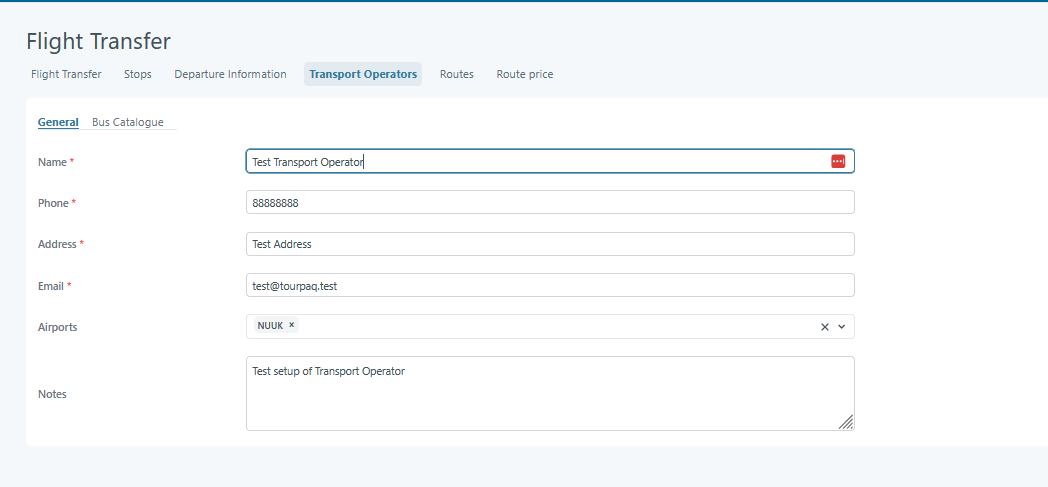 Flight Transfer
Flight Transfer Stops Departure Information Transport Operators Routes Route price
General Bus Catalogue
Name * Test Transport Operator
Phone * 88888888
Address * Test Address
Email * test@tourpaq.test
Airports NUUK ×
Notes Test setup of Transport Operator